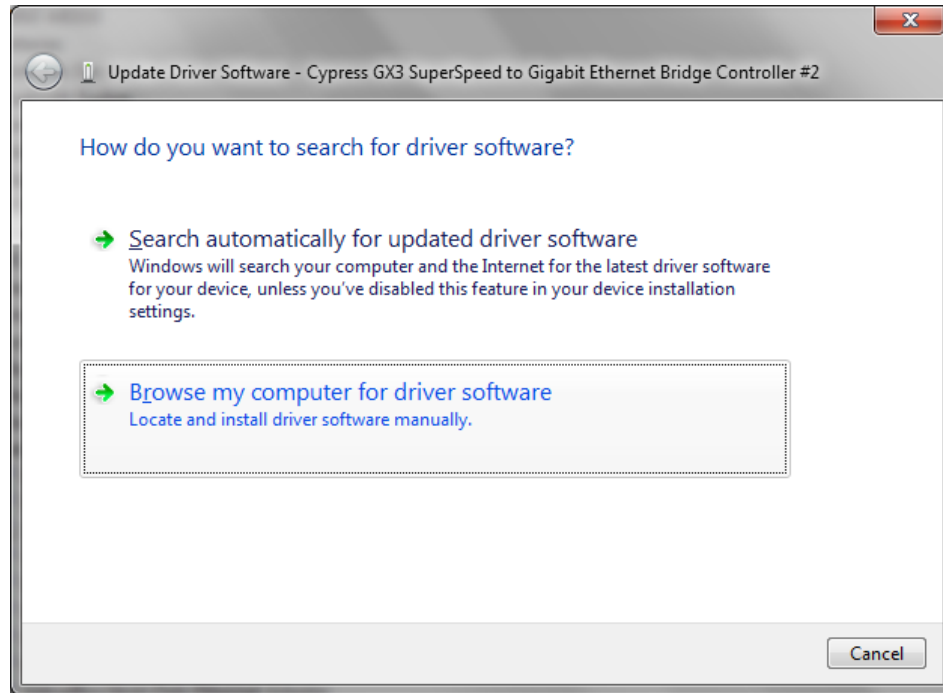 Update Driver Software - Cypress GX3 SuperSpeed to Gigabit Ethernet Bridge Controller #2
How do you want to search for driver software?
Search automatically for updated driver software
Windows will search your computer and the Internet for the latest driver software
for your device, unless you've disabled this feature in your device installation
settings.
Browse my computer for driver software
Locate and install driver software manually.
Cancel